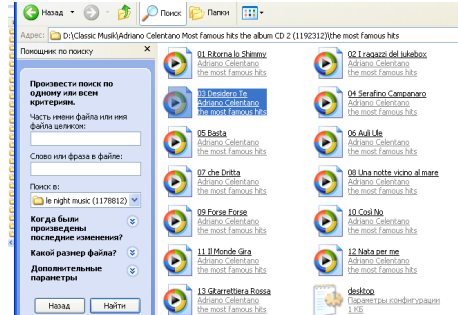 Назад
Поиск
Папки
Адрес: D:\Classic Musik\Adriano Celentano Most famous hits the album CD 2 (1192312)\the most famous hits
Помощник по поиску
Произвести поиск по
одному или всем
критериям.
Часть имени файла или имя
файла целиком:
Слово или фраза в файле:
Поиск в:
le night music (1178812)
Когда были
произведены
последние изменения?
Какой размер файла?
Дополнительные
параметры
Назад
Найти
01 Ritorna lo Shimmy
Adriano Celentano
the most famous hits
02 I ragazzi del Jukebox
Adriano Celentano
the most famous hits
03 Desidero Te
Adriano Celentano
the most famous hits
04 Serafino Campanaro
Adriano Celentano
the most famous hits
05 Basta
Adriano Celentano
the most famous hits
06 Auli Ule
Adriano Celentano
the most famous hits
07 che Dritta
Adriano Celentano
the most famous hits
08 Una notte vicino al mare
Adriano Celentano
the most famous hits
09 Forse Forse
Adriano Celentano
the most famous hits
10 Cosi No
Adriano Celentano
the most famous hits
11 Il Monde Gira
Adriano Celentano
the most famous hits
12 Nata per me
Adriano Celentano
the most famous hits
13 Gitarrettiera Rossa
Adriano Celentano
the most famous hits
desktop
Параметры конфигурации
1 КБ